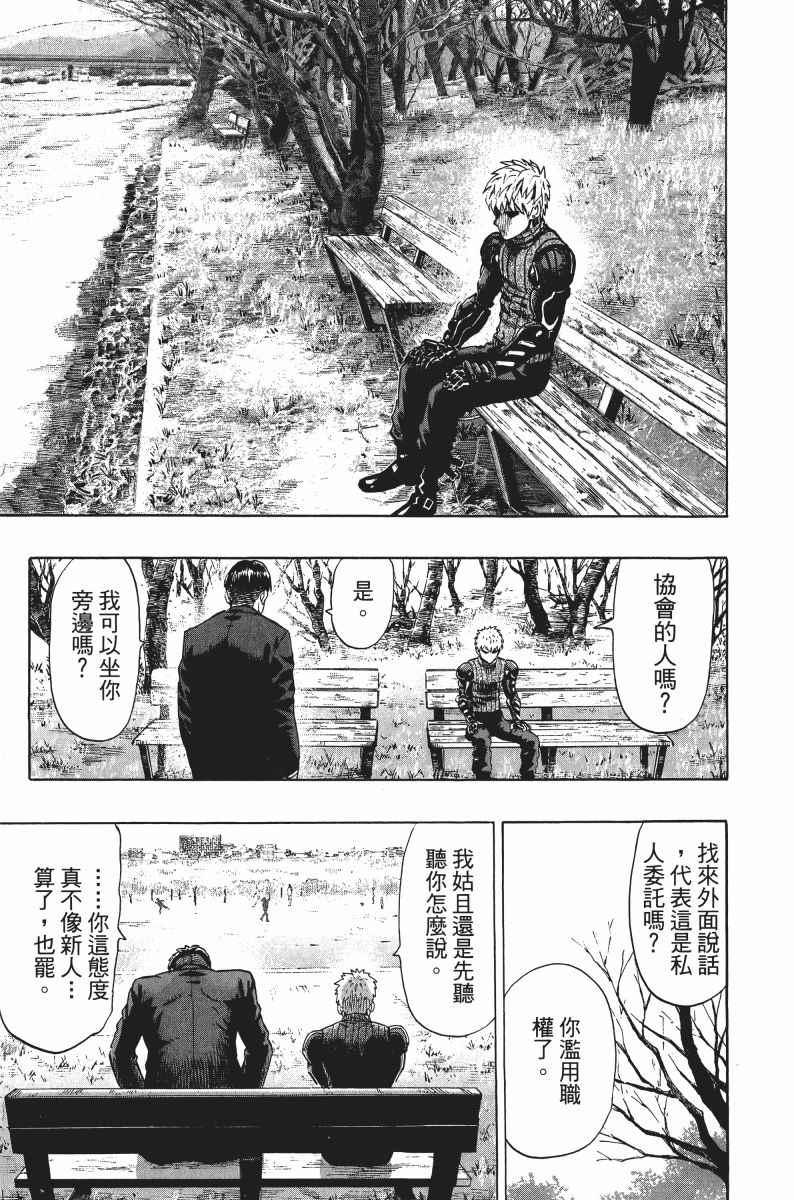 協會的人嗎？
是。
我可以坐你
旁邊嗎？
找來外面說話
，代表這是私
人委託嗎？
你濫用職
權了。
我姑且還是先聽
聽你怎麼說。
……你這態度
真不像新人…
算了，也罷。